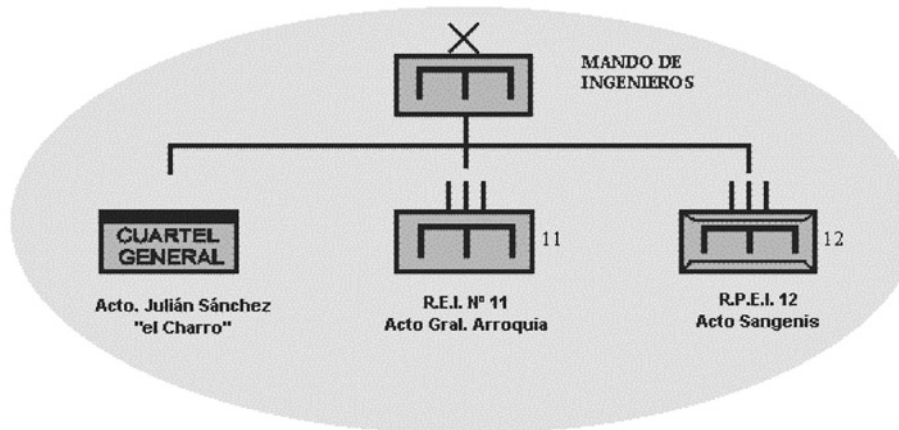 MANDO DE
INGENIEROS
CUARTEL
GENERAL
11
12
Acto. Julián Sánchez
"el Charro"
R.E.I. Nº 11
Acto Gral. Arroquia
R.P.E.I. 12
Acto Sangenis